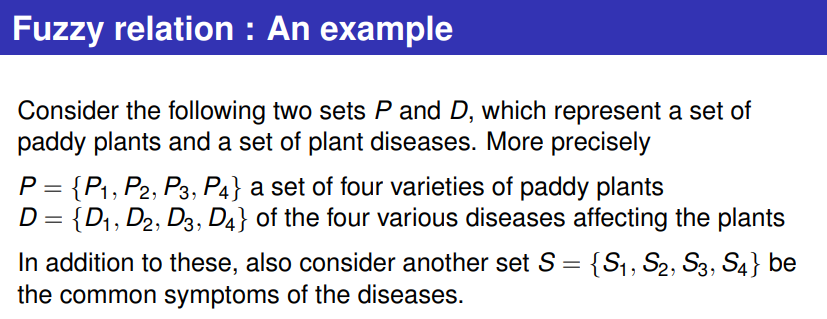 Fuzzy relation : An example
Consider the following two sets P and D, which represent a set of
paddy plants and a set of plant diseases. More precisely
P = {P₁, P₂, P₃, P₄} a set of four varieties of paddy plants
D = {D₁, D₂, D₃, D₄} of the four various diseases affecting the plants
In addition to these, also consider another set S = {S₁, S₂, S₃, S₄} be
the common symptoms of the diseases.